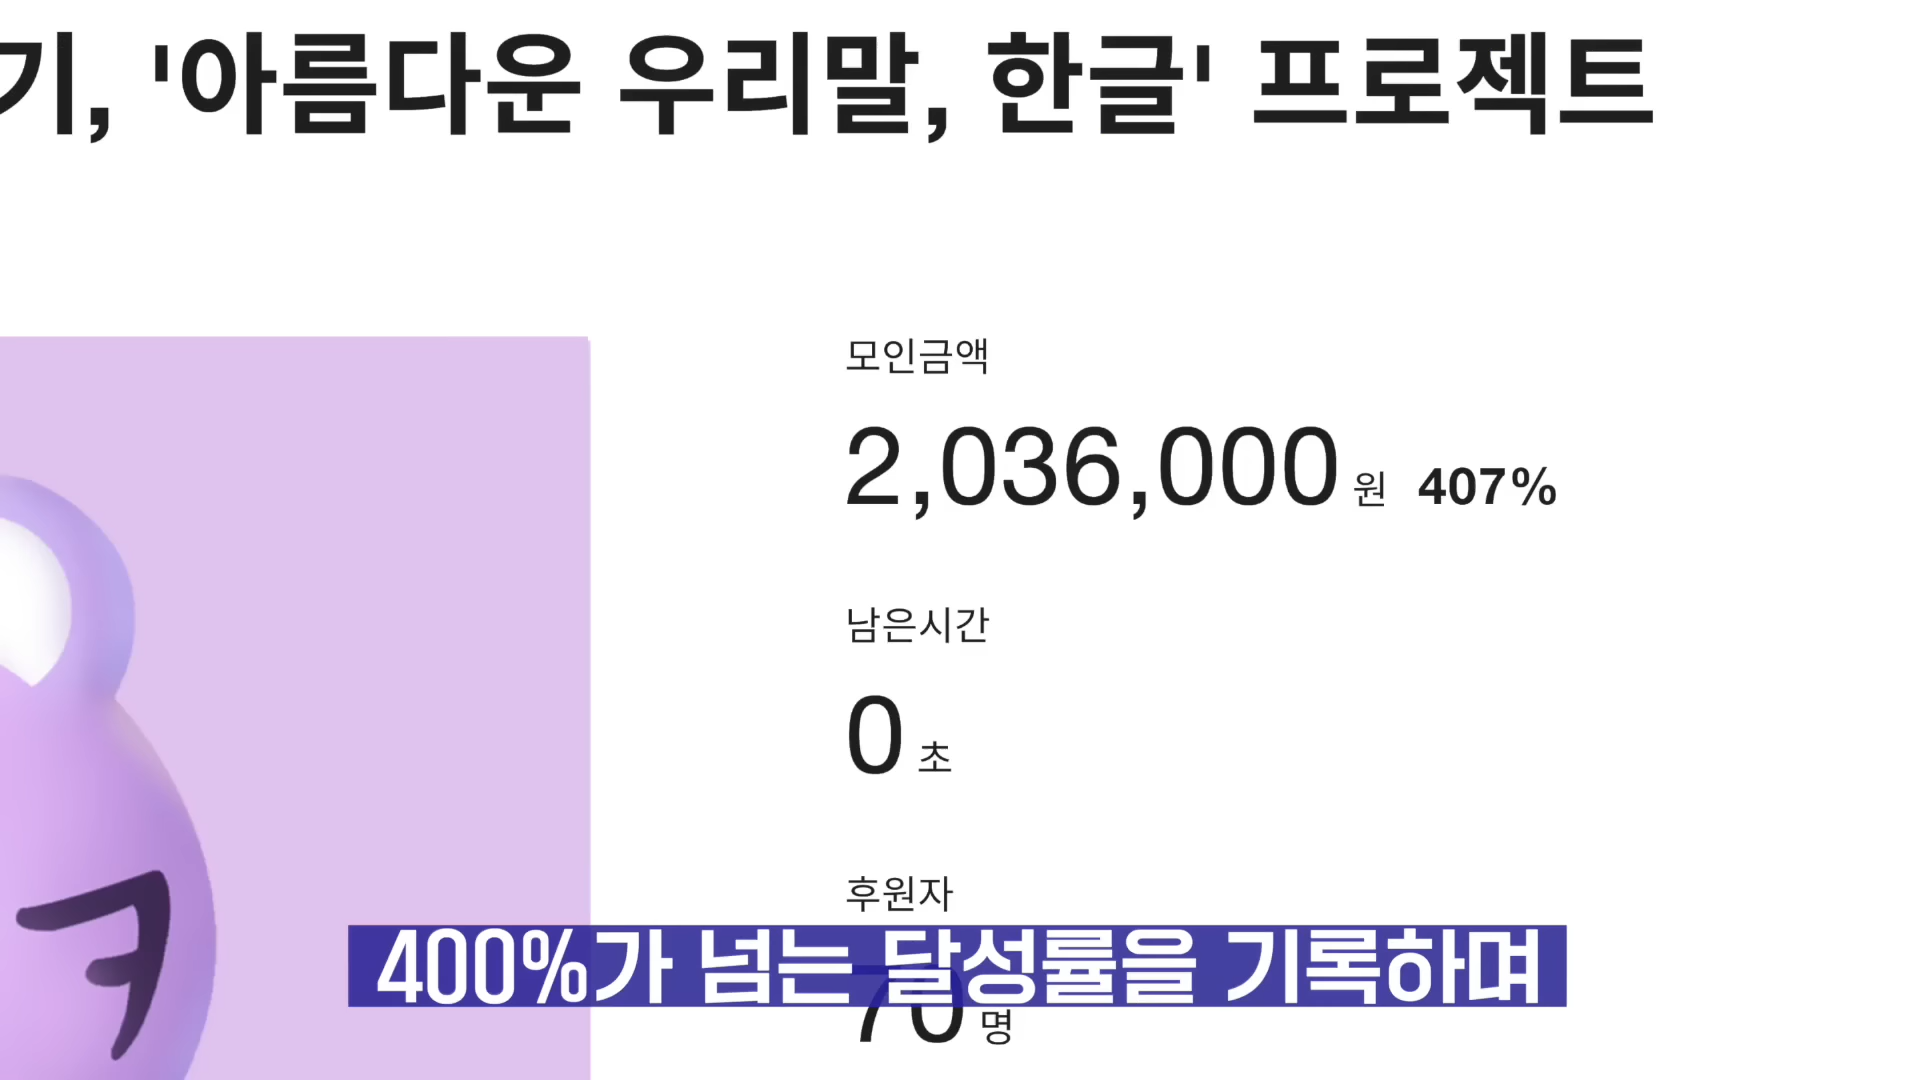 기, '아름다운 우리말, 한글' 프로젝트
모인금액
2,036,000 원 407%
남은시간
0 초
후원자
명
400%가 넘는 달성률을 기록하며
ㅋ